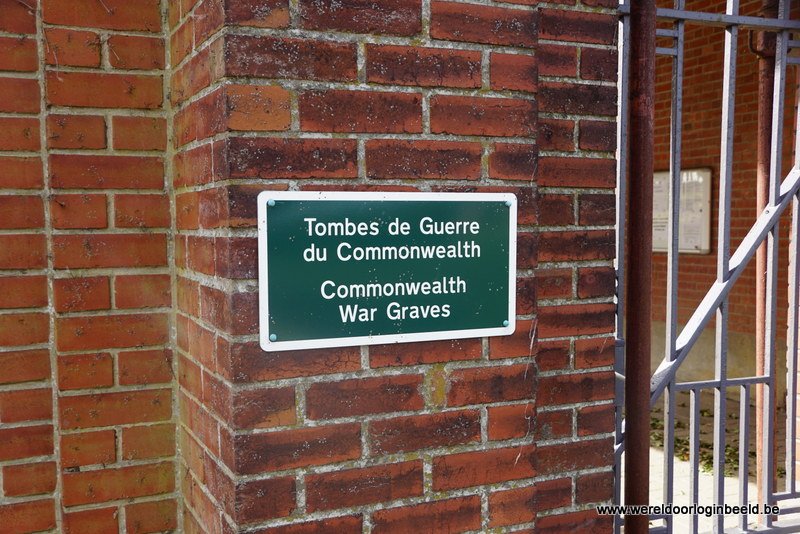 Tombes de Guerre
du Commonwealth
Commonwealth
War Graves
www.wereldoorloginbeeld.be